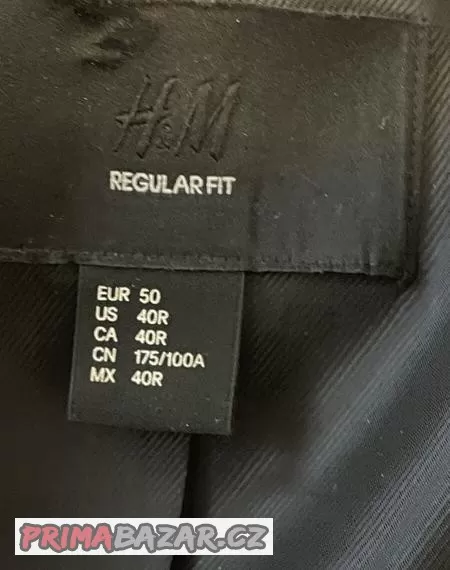 H&M
REGULAR FIT
EUR 50
US 40R
CA 40R
CN 175/100A
MX 40R
PRIMABAZAR.CZ